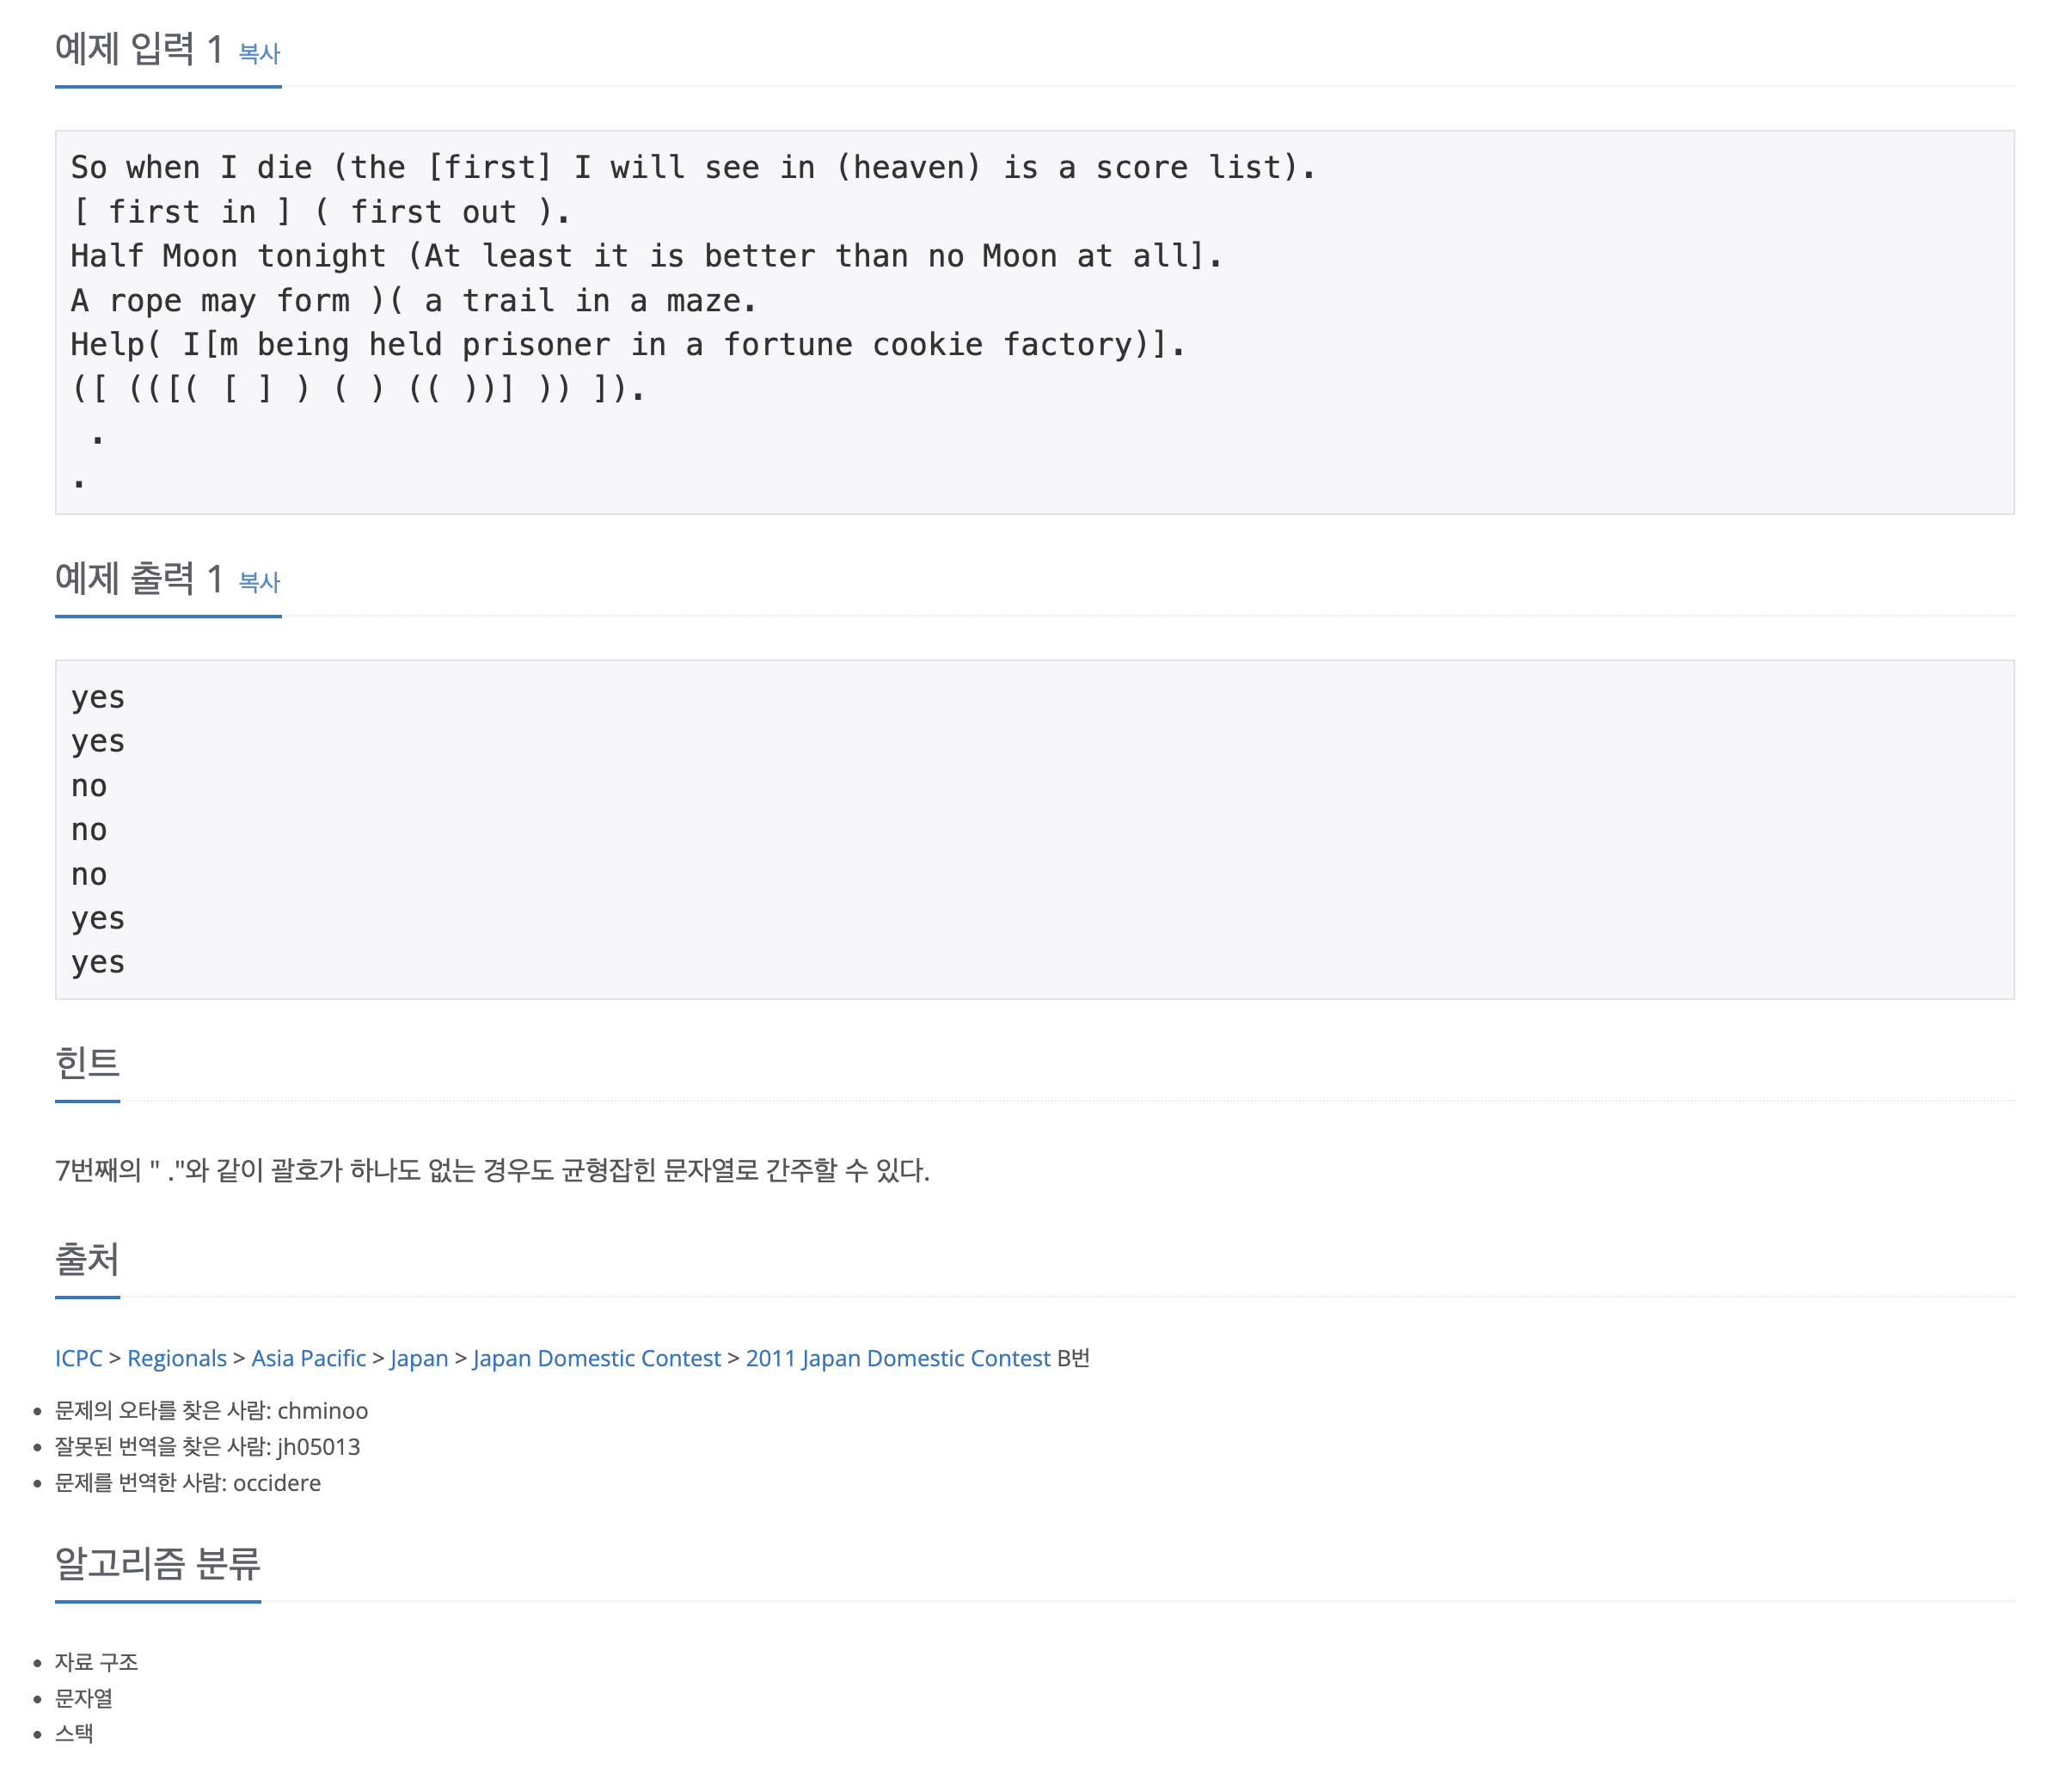 예제 입력 1 복사
So when I die (the [first] I will see in (heaven) is a score list).
[ first in ] ( first out ).
Half Moon tonight (At least it is better than no Moon at all].
A rope may form )( a trail in a maze.
Help( I[m being held prisoner in a fortune cookie factory)].
([ (([( [ ] ) ( ) (( ))] )) ]).
 .
.
예제 출력 1 복사
yes
yes
no
no
no
yes
yes
힌트
7번째의 " ."와 같이 괄호가 하나도 없는 경우도 균형잡힌 문자열로 간주할 수 있다.
출처
ICPC > Regionals > Asia Pacific > Japan > Japan Domestic Contest > 2011 Japan Domestic Contest B번
• 문제의 오타를 찾은 사람: chminoo
• 잘못된 번역을 찾은 사람: jh05013
• 문제를 번역한 사람: occidere
알고리즘 분류
• 자료 구조
• 문자열
• 스택